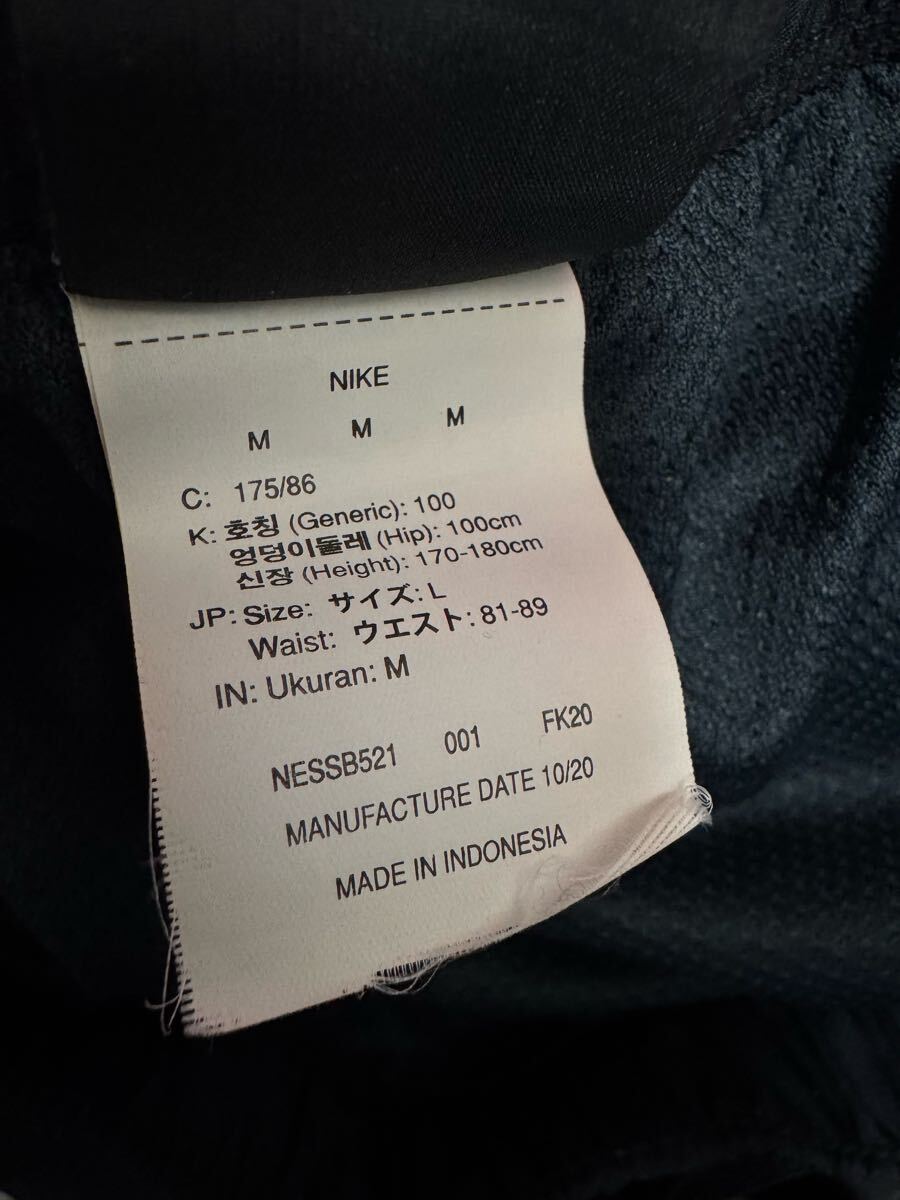 NIKE
M M M
C: 175/86
K: 호칭 (Generic): 100
엉덩이둘레 (Hip): 100cm
신장 (Height): 170-180cm
JP: Size: サイズ: L
Waist: ウエスト: 81-89
IN: Ukuran: M
NESSB521 001 FK20
MANUFACTURE DATE 10/20
MADE IN INDONESIA